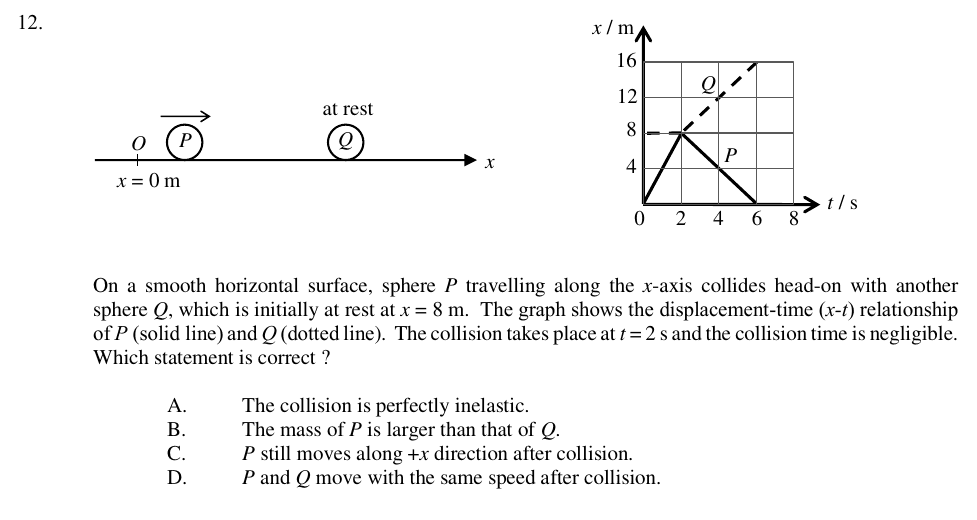 12.
at rest
O
P
Q
x
x = 0 m
x / m
16
12
8
4
Q
P
0
2
4
6
8
t / s
On a smooth horizontal surface, sphere P travelling along the x-axis collides head-on with another
sphere Q, which is initially at rest at x = 8 m. The graph shows the displacement-time (x-t) relationship
of P (solid line) and Q (dotted line). The collision takes place at t = 2 s and the collision time is negligible.
Which statement is correct ?
A. The collision is perfectly inelastic.
B. The mass of P is larger than that of Q.
C. P still moves along +x direction after collision.
D. P and Q move with the same speed after collision.